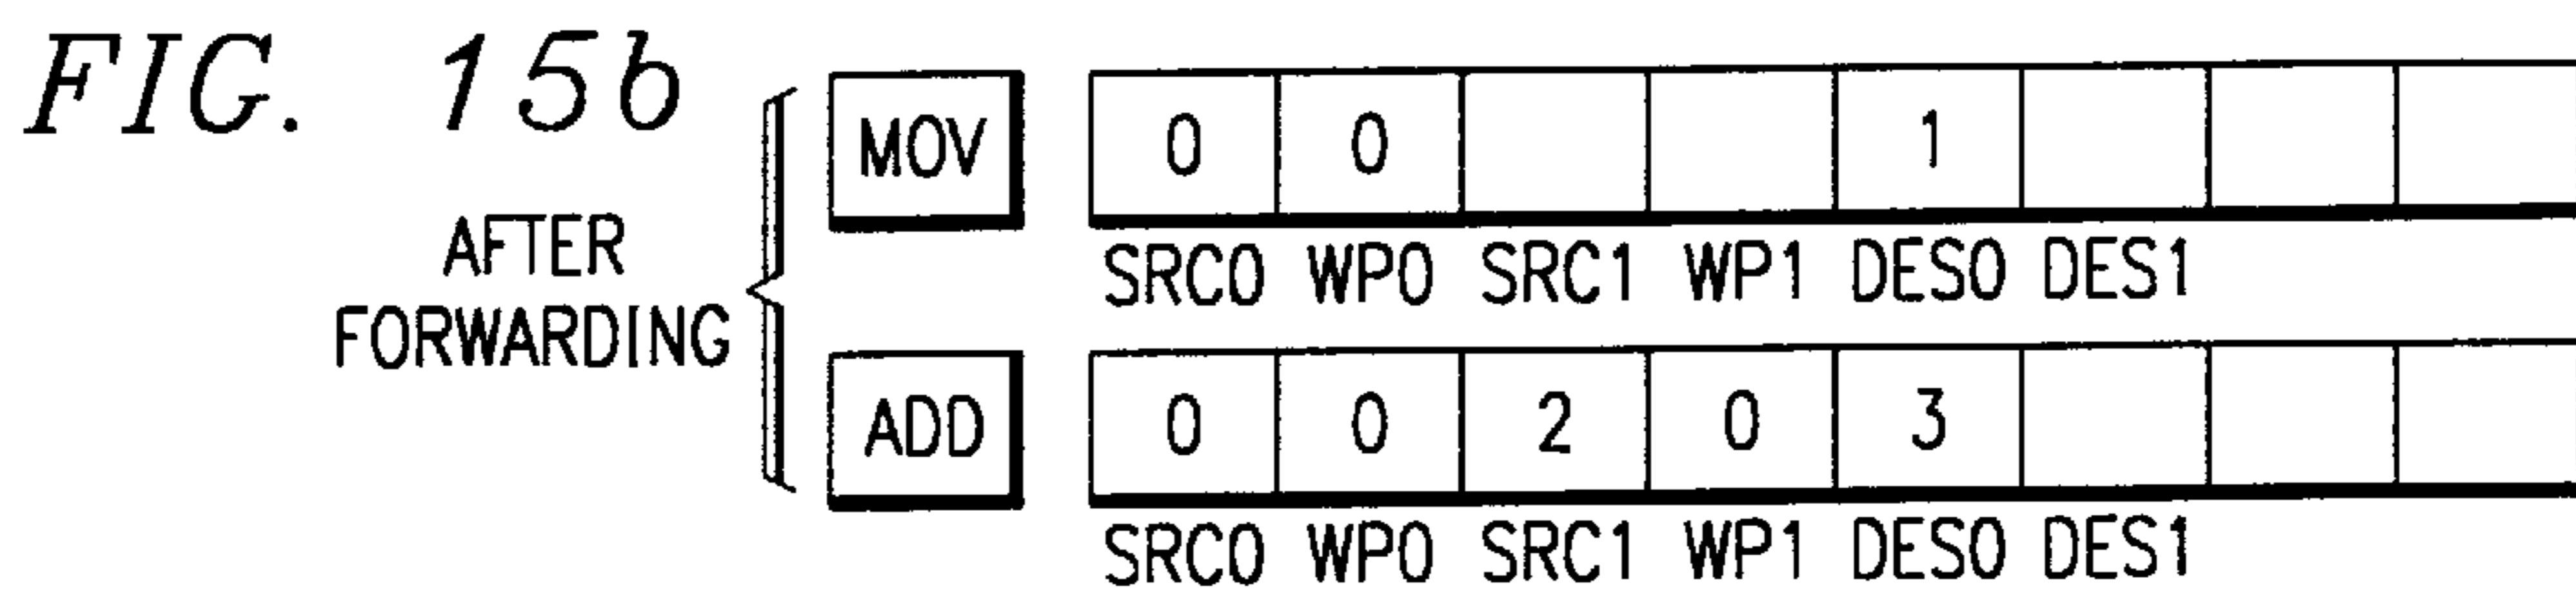 FIG. 15b
AFTER
FORWARDING
MOV 0 0 1
SRC0 WP0 SRC1 WP1 DES0 DES1
ADD 0 0 2 0 3
SRC0 WP0 SRC1 WP1 DES0 DES1